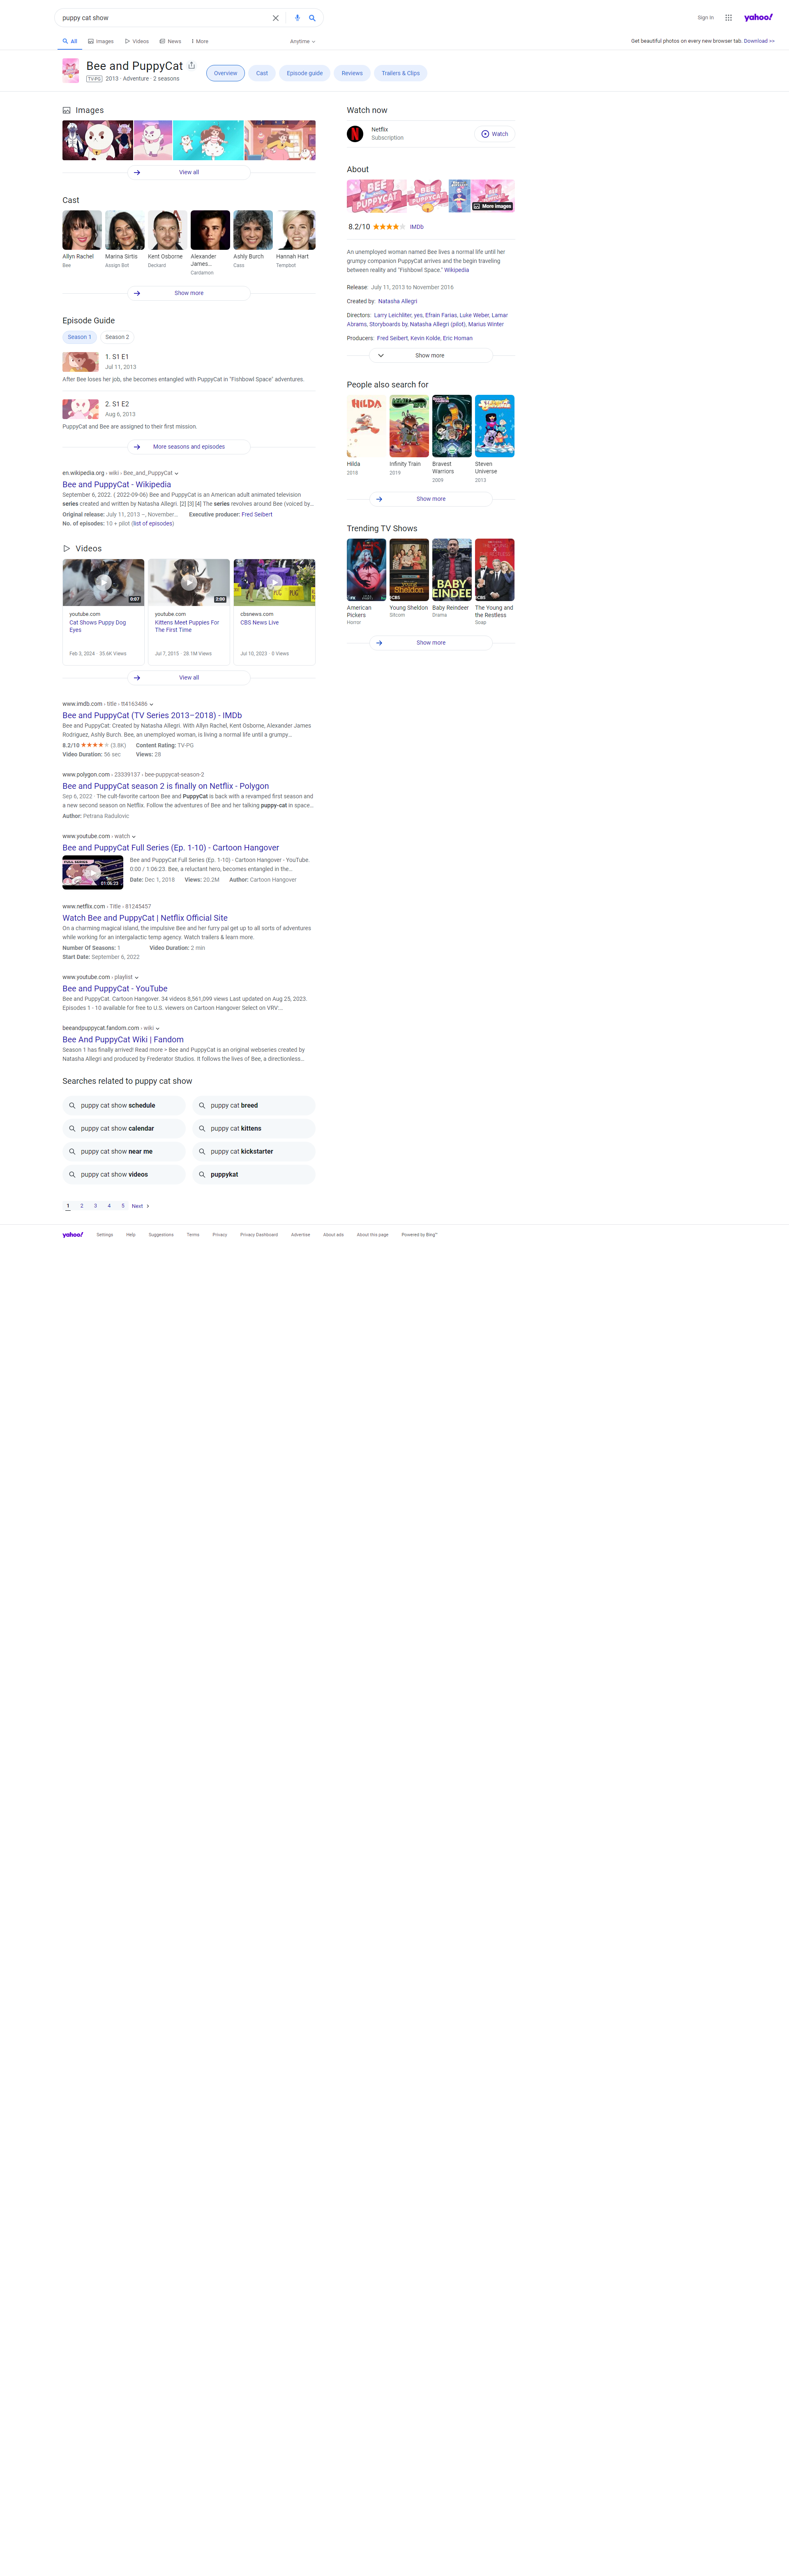 puppy cat show
Sign in
yahoo!
All
Images
Videos
News
More
Anytime
Get beautiful photos on every new browser tab. Download >>
Bee and PuppyCat
TV-PG 2013 · Adventure · 2 seasons
Overview
Cast
Episode guide
Reviews
Trailers & Clips
Images
View all
Cast
Allyn Rachel
Bee
Marina Sirtis
Assign Bot
Kent Osborne
Deckard
Alexander
James...
Cardamon
Ashly Burch
Cass
Hannah Hart
Tempbot
Show more
Episode Guide
Season 1
Season 2
1. S1 E1
Jul 11, 2013
After Bee loses her job, she becomes entangled with PuppyCat in "Fishbowl Space" adventures.
2. S1 E2
Aug 6, 2013
PuppyCat and Bee are assigned to their first mission.
More seasons and episodes
en.wikipedia.org › wiki › Bee_and_PuppyCat
Bee and PuppyCat - Wikipedia
September 6, 2022. ( 2022-09-06) Bee and PuppyCat is an American adult animated television
series created and written by Natasha Allegri. [2] [3] [4] The series revolves around Bee (voiced by...
Original release: July 11, 2013 –, November...
Executive producer: Fred Seibert
No. of episodes: 10 + pilot (list of episodes)
Videos
0:07
youtube.com
Cat Shows Puppy Dog
Eyes
Feb 3, 2024 · 35.6K Views
2:00
youtube.com
Kittens Meet Puppies For
The First Time
Jul 7, 2015 · 28.1M Views
PUG
PUG
cbsnews.com
CBS News Live
Jul 10, 2023 · 0 Views
View all
www.imdb.com › title › tt4163486
Bee and PuppyCat (TV Series 2013–2018) - IMDb
Bee and PuppyCat: Created by Natasha Allegri. With Allyn Rachel, Kent Osborne, Alexander James
Rodriguez, Ashly Burch. Bee, an unemployed woman, is living a normal life until a grumpy...
8.2/10 (3.8K)
Content Rating: TV-PG
Video Duration: 56 sec
Views: 28
www.polygon.com › 23339137 › bee-puppycat-season-2
Bee and PuppyCat season 2 is finally on Netflix - Polygon
Sep 6, 2022 · The cult-favorite cartoon Bee and PuppyCat is back with a revamped first season and
a new second season on Netflix. Follow the adventures of Bee and her talking puppy-cat in space...
Author: Petrana Radulovic
www.youtube.com › watch
Bee and PuppyCat Full Series (Ep. 1-10) - Cartoon Hangover
FULL SERIES
01:06:23
Bee and PuppyCat Full Series (Ep. 1-10) - Cartoon Hangover - YouTube.
0:00 / 1:06:23. Bee, a reluctant hero, becomes entangled in the...
Date: Dec 1, 2018
Views: 20.2M
Author: Cartoon Hangover
www.netflix.com › Title › 81245457
Watch Bee and PuppyCat | Netflix Official Site
On a charming magical island, the impulsive Bee and her furry pal get up to all sorts of adventures
while working for an intergalactic temp agency. Watch trailers & learn more.
Number Of Seasons: 1
Video Duration: 2 min
Start Date: September 6, 2022
www.youtube.com › playlist
Bee and PuppyCat - YouTube
Bee and PuppyCat. Cartoon Hangover. 34 videos 8,561,099 views Last updated on Aug 25, 2023.
Episodes 1 - 10 available for free to U.S. viewers on Cartoon Hangover Select on VRV:...
beeandpuppycat.fandom.com › wiki
Bee And PuppyCat Wiki | Fandom
Season 1 has finally arrived! Read more > Bee and PuppyCat is an original webseries created by
Natasha Allegri and produced by Frederator Studios. It follows the lives of Bee, a directionless...
Searches related to puppy cat show
puppy cat show schedule
puppy cat breed
puppy cat show calendar
puppy cat kittens
puppy cat show near me
puppy cat kickstarter
puppy cat show videos
puppykat
1
2
3
4
5
Next
Watch now
Netflix
Subscription
Watch
About
BEE
PUPPYCAT
BEE
PUPPYCAT
PUPPYCAT
More images
8.2/10
IMDb
An unemployed woman named Bee lives a normal life until her
grumpy companion PuppyCat arrives and the begin traveling
between reality and "Fishbowl Space." Wikipedia
Release: July 11, 2013 to November 2016
Created by: Natasha Allegri
Directors: Larry Leichliter, yes, Efrain Farias, Luke Weber, Lamar
Abrams, Storyboards by, Natasha Allegri (pilot), Marius Winter
Producers: Fred Seibert, Kevin Kolde, Eric Homan
Show more
People also search for
HILDA
Hilda
2018
Infinity Train
2019
Bravest
Warriors
2009
Steven
Universe
2013
Show more
Trending TV Shows
FX
American
Pickers
Horror
Sheldon
CBS
Young Sheldon
Sitcom
BABY
REINDEER
Baby Reindeer
Drama
CBS
The Young and
the Restless
Soap
Show more
yahoo!
Settings
Help
Suggestions
Terms
Privacy
Privacy Dashboard
Advertise
About ads
About this page
Powered by Bing™